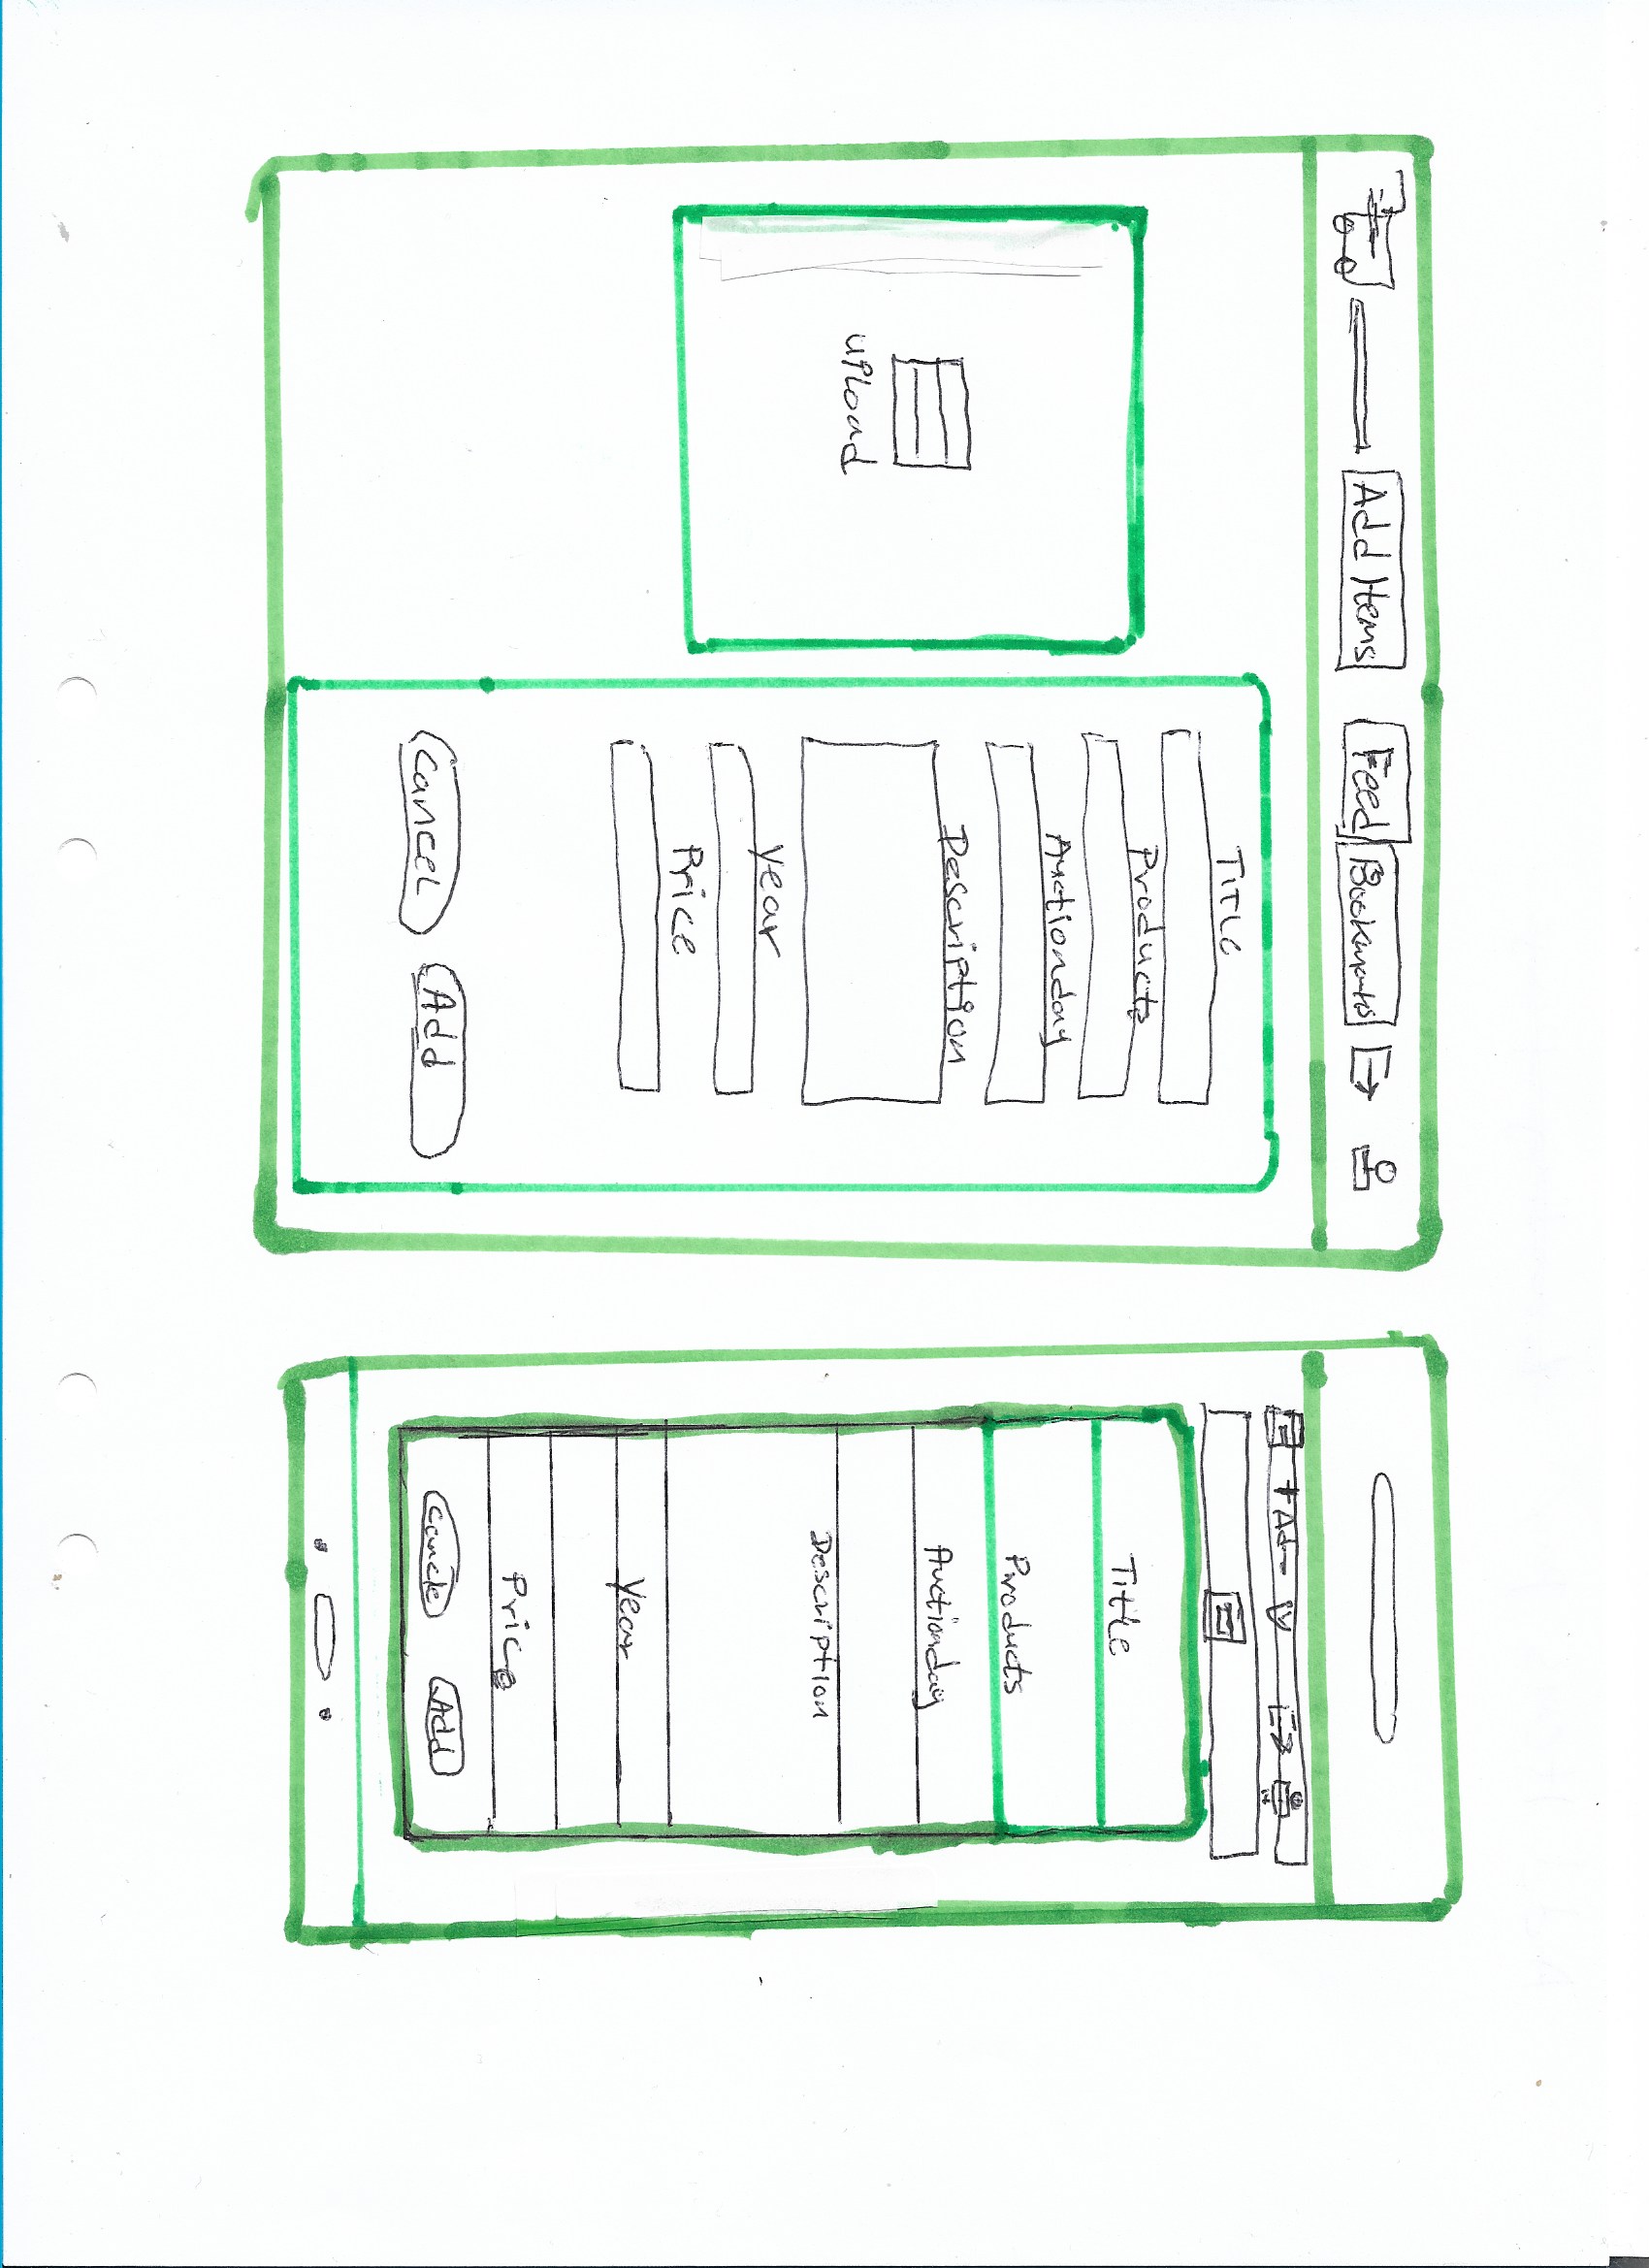 Add Items Feed Bookmarks
TITLE
Products
Auctionday
Description
year
Price
upload
Cancel Add
+ Ad
Title
Products
Auctionday
Description
year
Price
Cancle Add